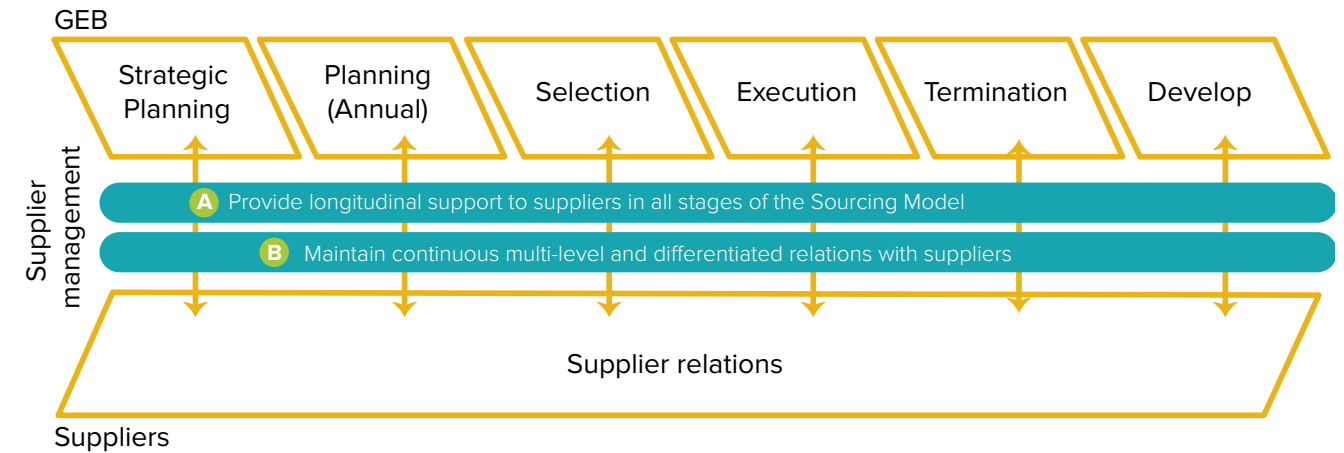 GEB
Strategic
Planning
Planning
(Annual)
Selection
Execution
Termination
Develop
Supplier
management
A Provide longitudinal support to suppliers in all stages of the Sourcing Model
B Maintain continuous multi-level and differentiated relations with suppliers
Supplier relations
Suppliers